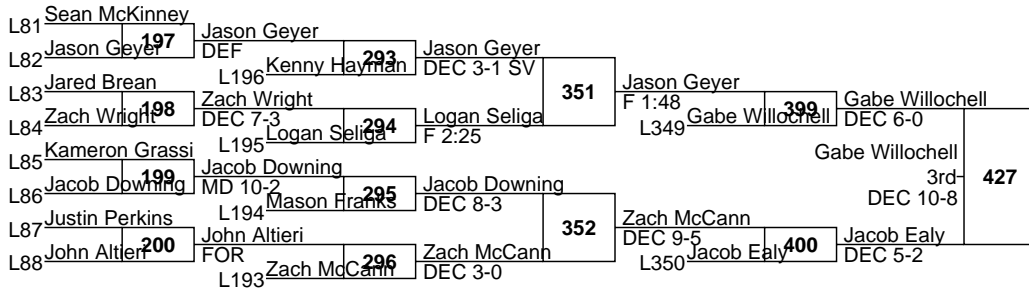 L81 Sean McKinney
197
L82 Jason Geyer
Jason Geyer
DEF
L196 Kenny Hayman
293
Jason Geyer
DEC 3-1 SV
L83 Jared Brean
198
L84 Zach Wright
Zach Wright
DEC 7-3
L195 Logan Seliga
294
Logan Seliga
F 2:25
351
Jason Geyer
F 1:48
L349 Gabe Willochell
399
Gabe Willochell
DEC 6-0
L85 Kameron Grassi
199
L86 Jacob Downing
Jacob Downing
MD 10-2
L194 Mason Franks
295
Jacob Downing
DEC 8-3
L87 Justin Perkins
200
L88 John Altieri
John Altieri
FOR
L193 Zach McCann
296
Zach McCann
DEC 3-0
352
Zach McCann
DEC 9-5
L350 Jacob Ealy
400
Jacob Ealy
DEC 5-2
Gabe Willochell
3rd
DEC 10-8
427